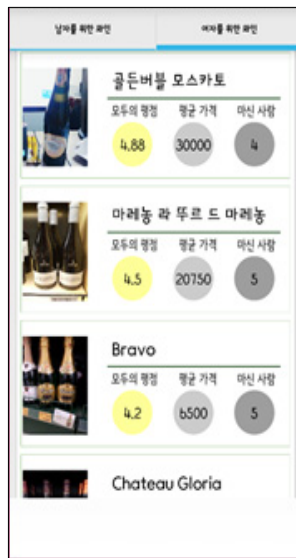 남자를 위한 와인 여자를 위한 와인
골든버블 모스카토
모두의 평점 평균 가격 마신 사람
4.88 30000 4
마레농 라 뚜르 드 마레농
모두의 평점 평균 가격 마신 사람
4.5 20750 5
Bravo
모두의 평점 평균 가격 마신 사람
4.2 6500 5
Chateau Gloria